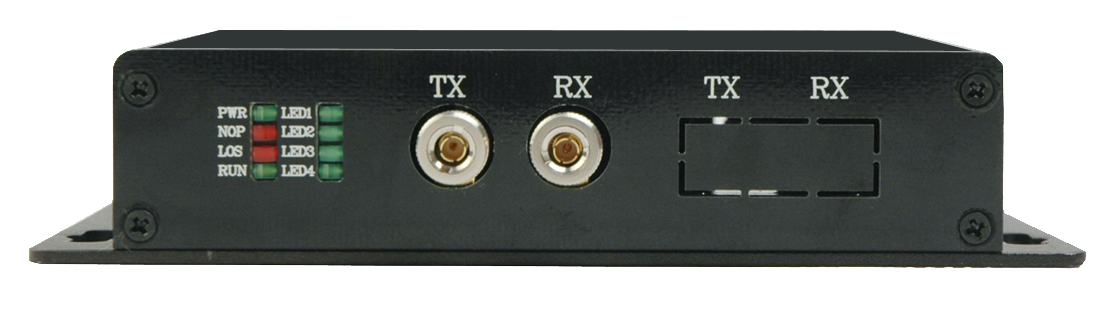 TX RX TX RX
PWR LED1
NOP LED2
LOS LED3
RUN LED4